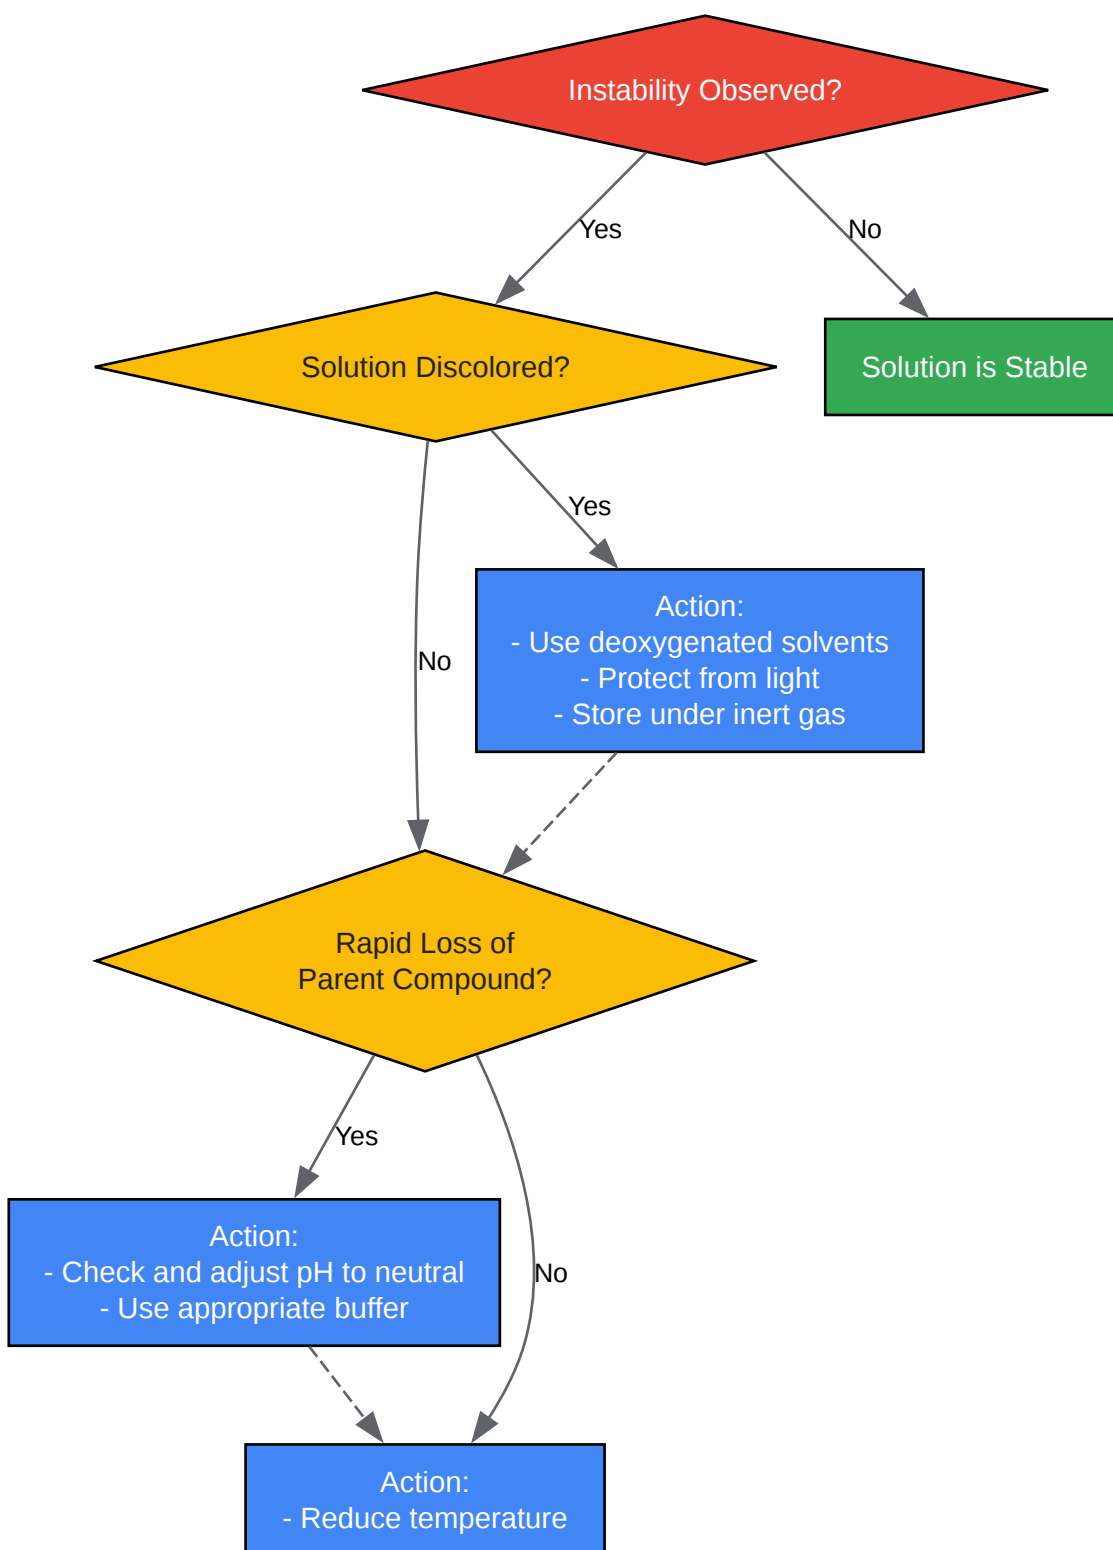 Instability Observed?
Yes
No
Solution Discolored?
Solution is Stable
Yes
No
Action:
- Use deoxygenated solvents
- Protect from light
- Store under inert gas
Rapid Loss of
Parent Compound?
Yes
No
Action:
- Check and adjust pH to neutral
- Use appropriate buffer
Action:
- Reduce temperature